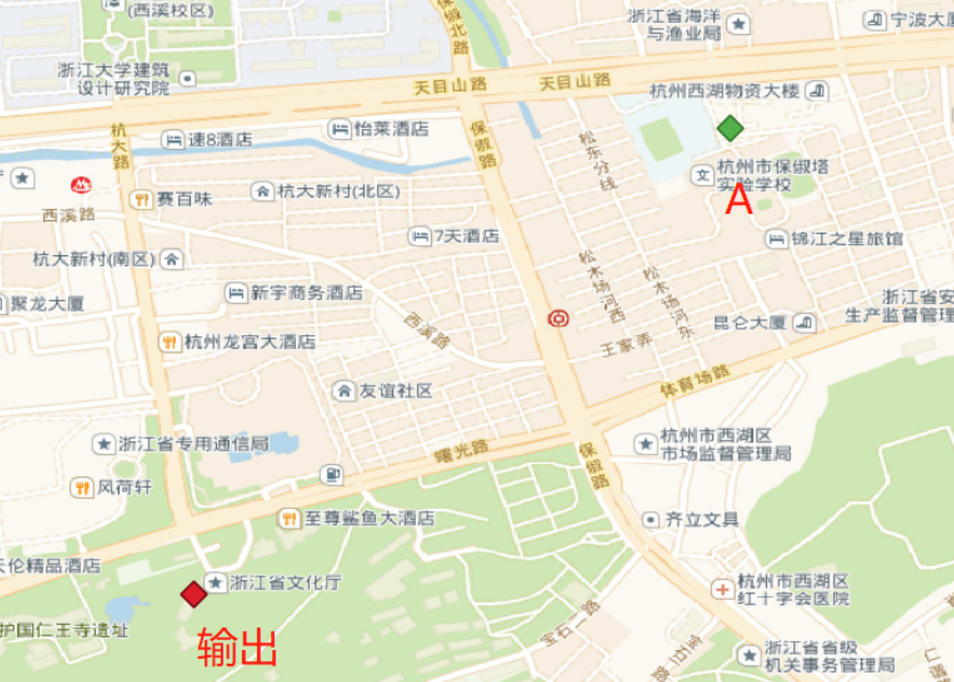 (西溪校区)
保俶北路
浙江省海洋
与渔业局
宁波大厦
浙江大学建筑
设计研究院
天目山路
天目山路
杭州西湖物资大楼
杭大路
速8酒店
怡莱酒店
保俶路
松东分线
杭州市保俶塔
实验学校
A
赛百味
杭大新村(北区)
西溪路
7天酒店
锦江之星旅馆
杭大新村(南区)
新宇商务酒店
松木场河西
松木场河东
聚龙大厦
西溪路
昆仑大厦
浙江省安
生产监督管理
杭州龙宫大酒店
王家弄
友谊社区
体育场路
浙江省专用通信局
曙光路
保俶路
杭州市西湖区
市场监督管理局
风荷轩
至尊鲨鱼大酒店
齐立文具
天伦精品酒店
浙江省文化厅
杭州市西湖区
红十字会医院
护国仁王寺遗址
宝石二路
输出
宝石一路
浙江省省级
机关事务管理局